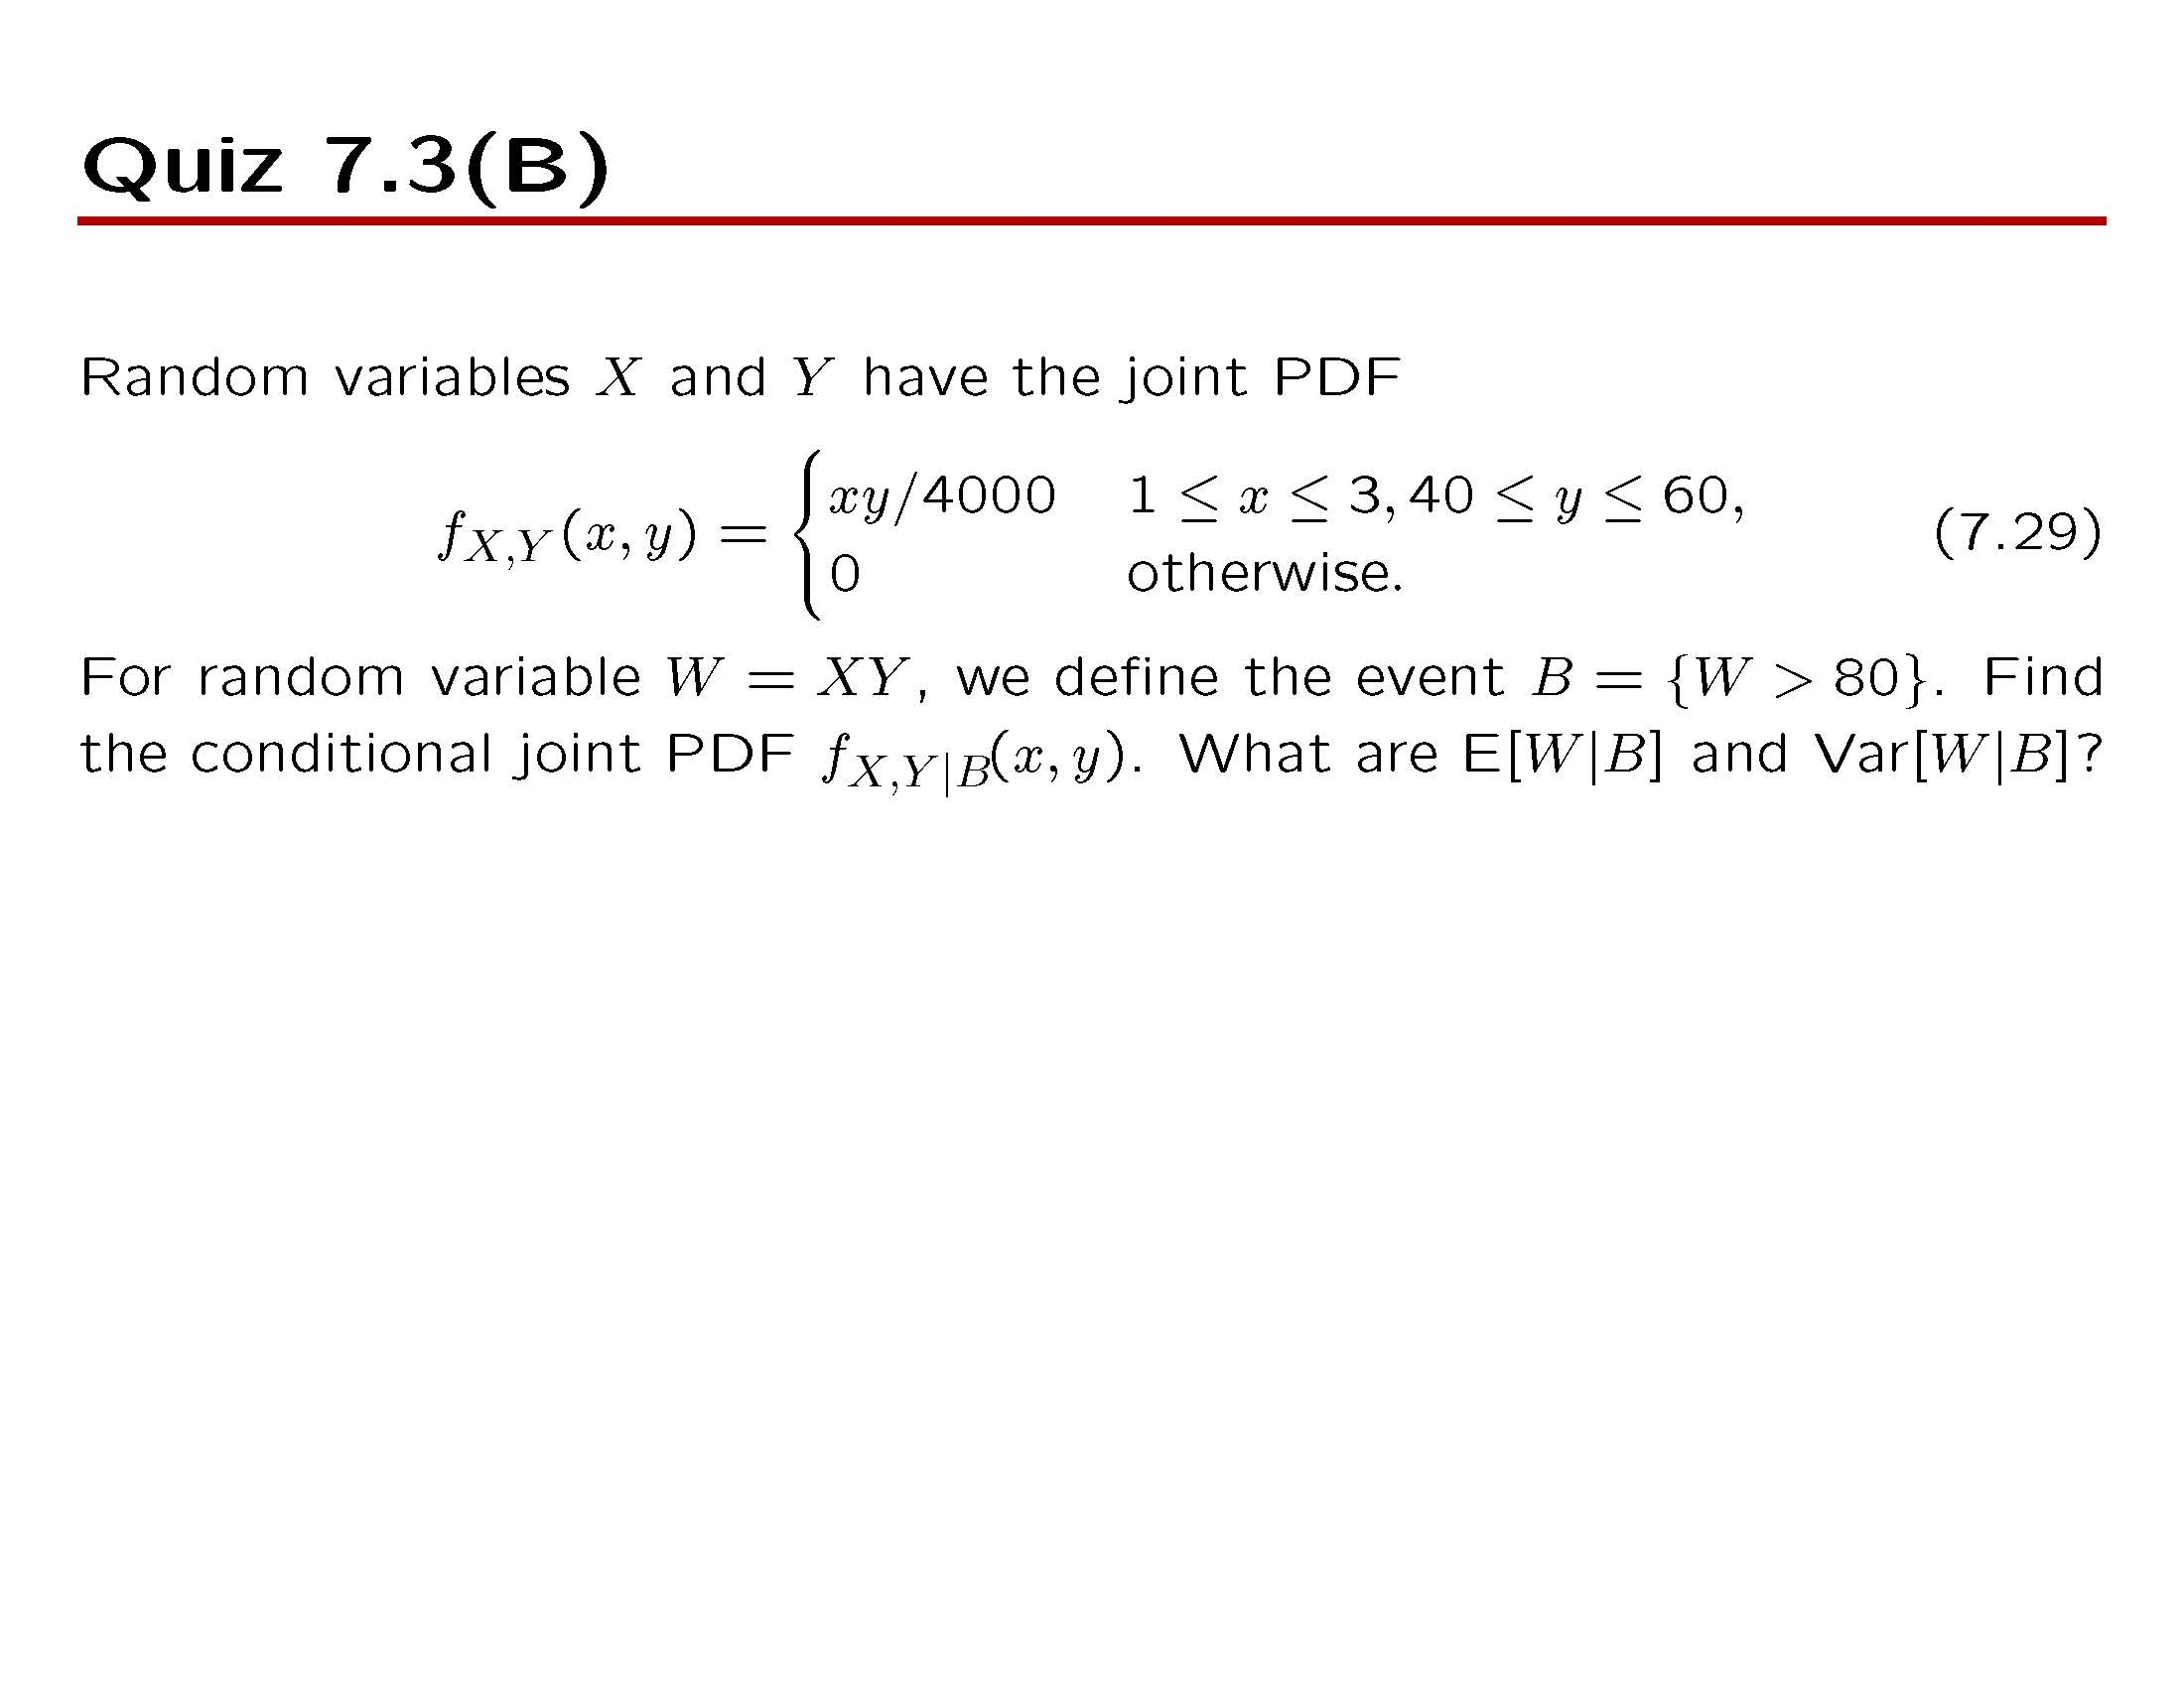 Quiz 7.3(B)
Random variables X and Y have the joint PDF
f_{X,Y}(x, y) = { xy/4000 1 ≤ x ≤ 3, 40 ≤ y ≤ 60,
0 otherwise.
(7.29)
For random variable W = XY, we define the event B = {W > 80}. Find
the conditional joint PDF f_{X,Y|B}(x, y). What are E[W|B] and Var[W|B]?